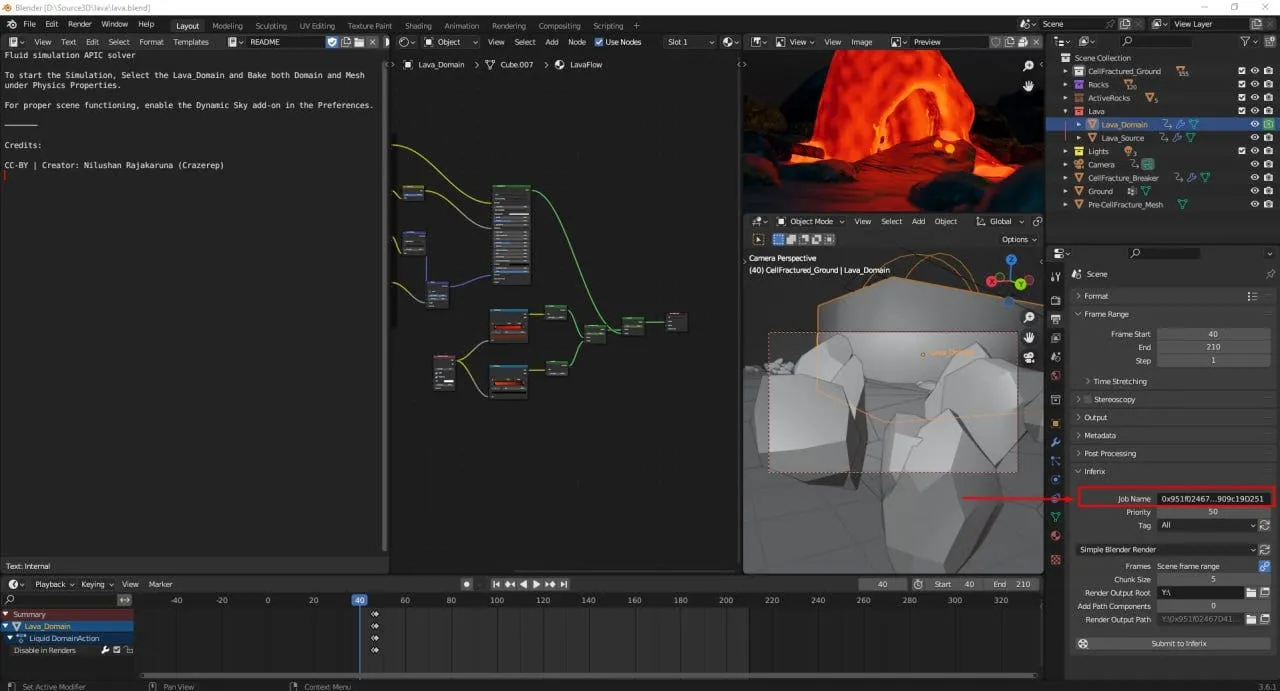 Blender [D:\Source3D\lava\lava.blend]
File Edit Render Window Help
Layout Modeling Sculpting UV Editing Texture Paint Shading Animation Rendering Compositing Scripting +
Scene
View Layer
View Text Edit Select Format Templates
README
Object
View Select Add Node Use Nodes
Slot 1
View
View Image
Preview
Fluid simulation APIC solver
To start the Simulation, Select the Lava_Domain and Bake both Domain and Mesh
under Physics Properties.
For proper scene functioning, enable the Dynamic Sky add-on in the Preferences.
Credits:
CC-BY | Creator: Nilushan Rajakaruna (Crazerep)
Text: Internal
Lava_Domain > Cube.007 > LavaFlow
Object Mode
View Select Add Object
Global
Options
Camera Perspective
(40) CellFractured_Ground | Lava_Domain
Z
X
Y
Lava_Domain
Scene Collection
CellFractured_Ground 155
Rocks 120
ActiveRocks 5
Lava
Lava_Domain
Lava_Source
Lights 3
Camera
CellFracture_Breaker
Ground
Pre-CellFracture_Mesh
Scene
Format
Frame Range
Frame Start 40
End 210
Step 1
Time Stretching
Stereoscopy
Output
Metadata
Post Processing
Inferix
Job Name 0x951f02467...909c19D251
Priority 50
Tag All
Simple Blender Render
Frames Scene frame range
Chunk Size 5
Render Output Root Y:\
Add Path Components 0
Render Output Path Y:\0x951f02467D41...
Submit to Inferix
Playback Keying View Marker
40 Start 40 End 210
-40 -20 0 20 40 60 80 100 120 140 160 180 200 220 240 260 280 300 320
Summary
Lava_Domain
Liquid DomainAction
Disable in Renders
Set Active Modifier
Pan View
Context Menu
3.6.1